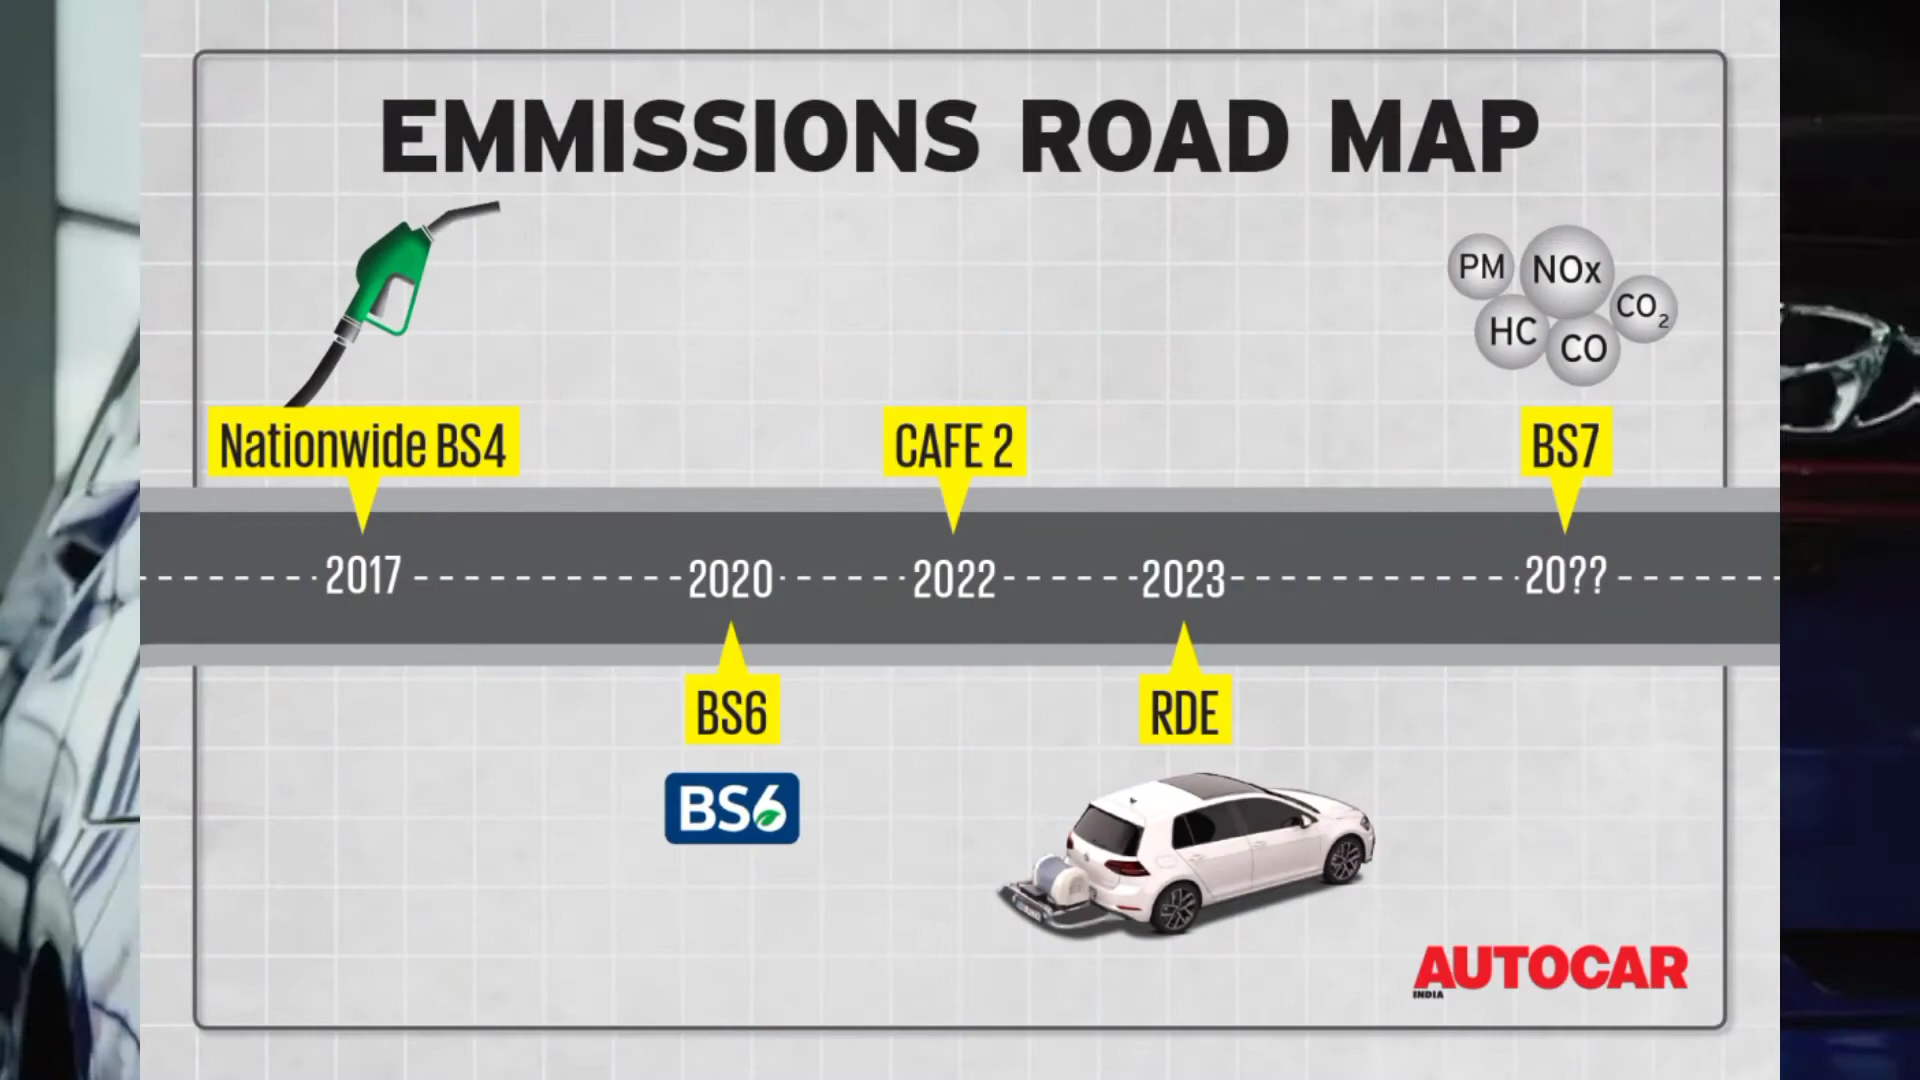 EMMISSIONS ROAD MAP
PM NOx CO₂
HC CO
Nationwide BS4
CAFE 2
BS7
2017 2020 2022 2023 20??
BS6
RDE
BS6
AUTOCAR
INDIA